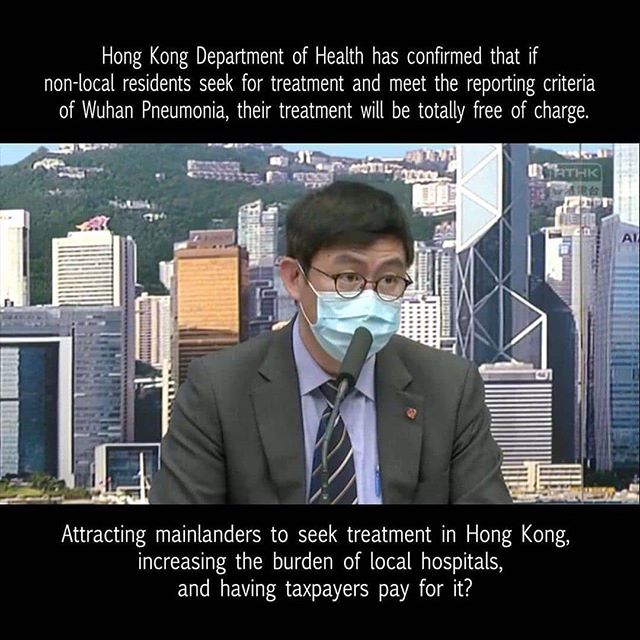 Hong Kong Department of Health has confirmed that if
non-local residents seek for treatment and meet the reporting criteria
of Wuhan Pneumonia, their treatment will be totally free of charge.
RTHK
AIA
Attracting mainlanders to seek treatment in Hong Kong,
increasing the burden of local hospitals,
and having taxpayers pay for it?